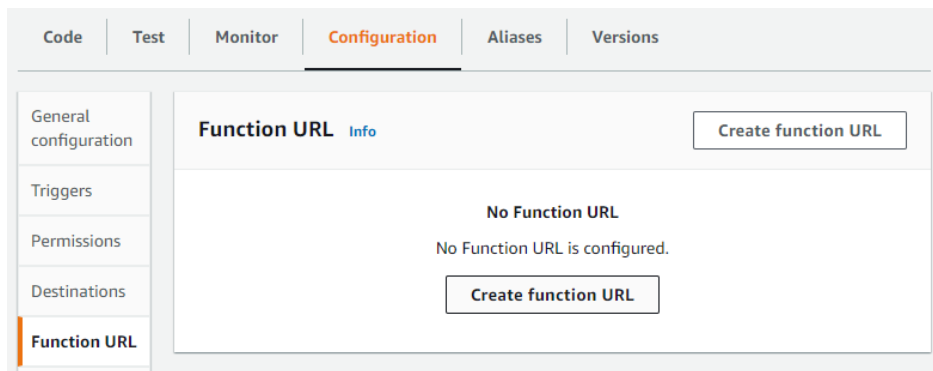 Code Test Monitor Configuration Aliases Versions
General
configuration
Triggers
Permissions
Destinations
Function URL
Function URL Info Create function URL
No Function URL
No Function URL is configured.
Create function URL